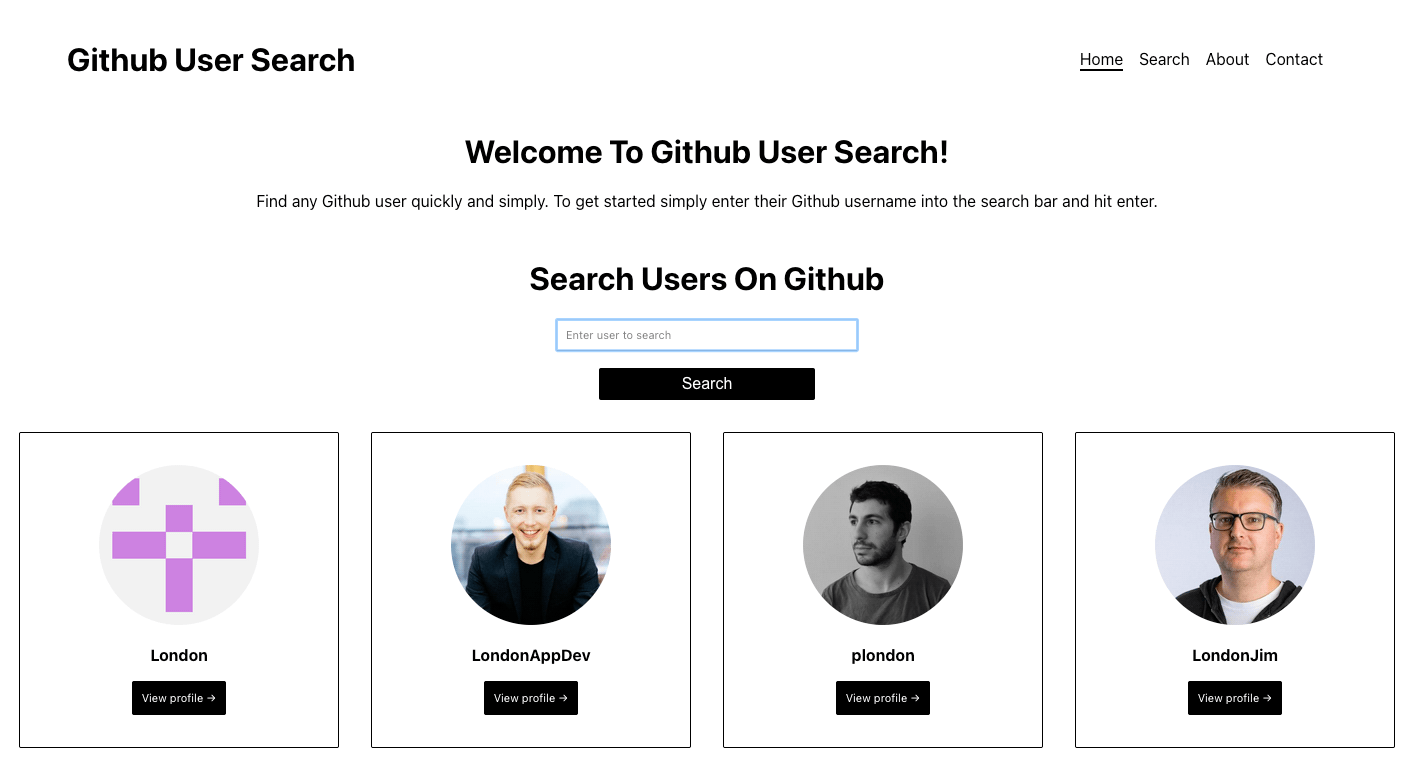 Github User Search
Home Search About Contact
Welcome To Github User Search!
Find any Github user quickly and simply. To get started simply enter their Github username into the search bar and hit enter.
Search Users On Github
Enter user to search
Search
London
View profile →
LondonAppDev
View profile →
plondon
View profile →
LondonJim
View profile →